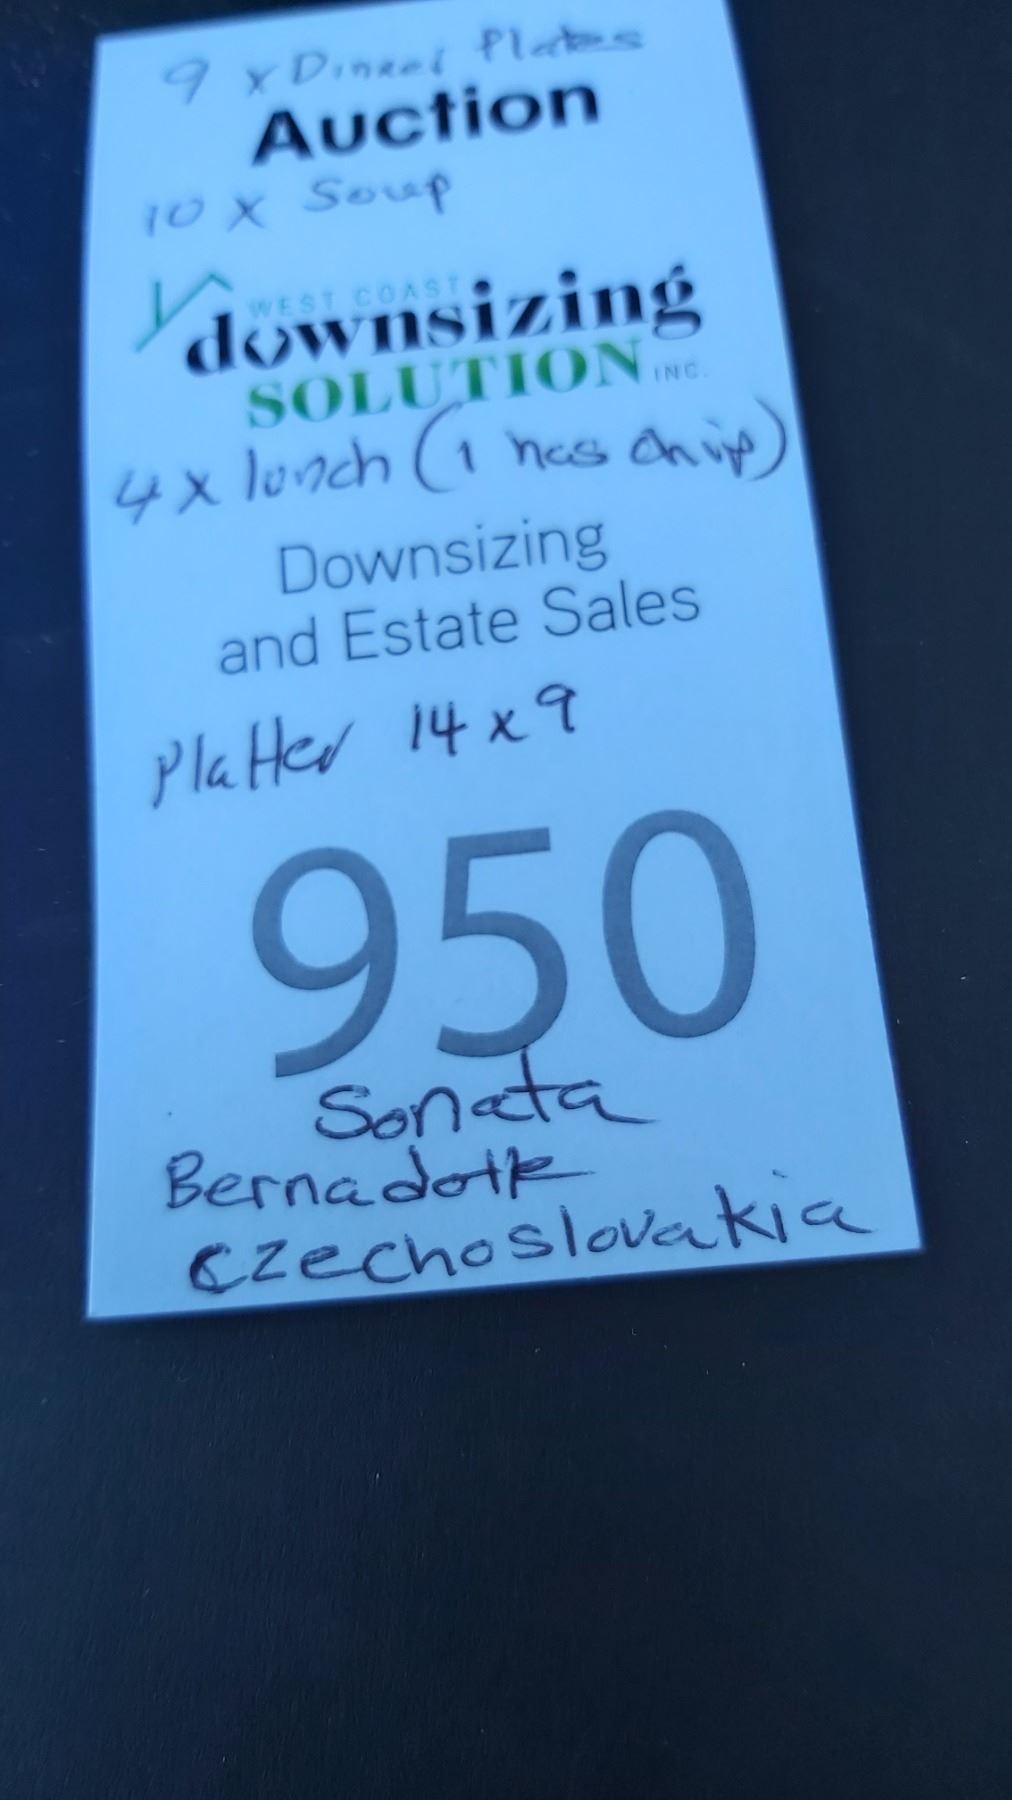 9 x Dinner Plates
Auction
10 x Soup
WEST COAST
downsizing
SOLUTION INC.
4 x lunch (1 has chip)
Downsizing
and Estate Sales
Platter 14 x 9
950
Sonata
Bernadotte
Czechoslovakia